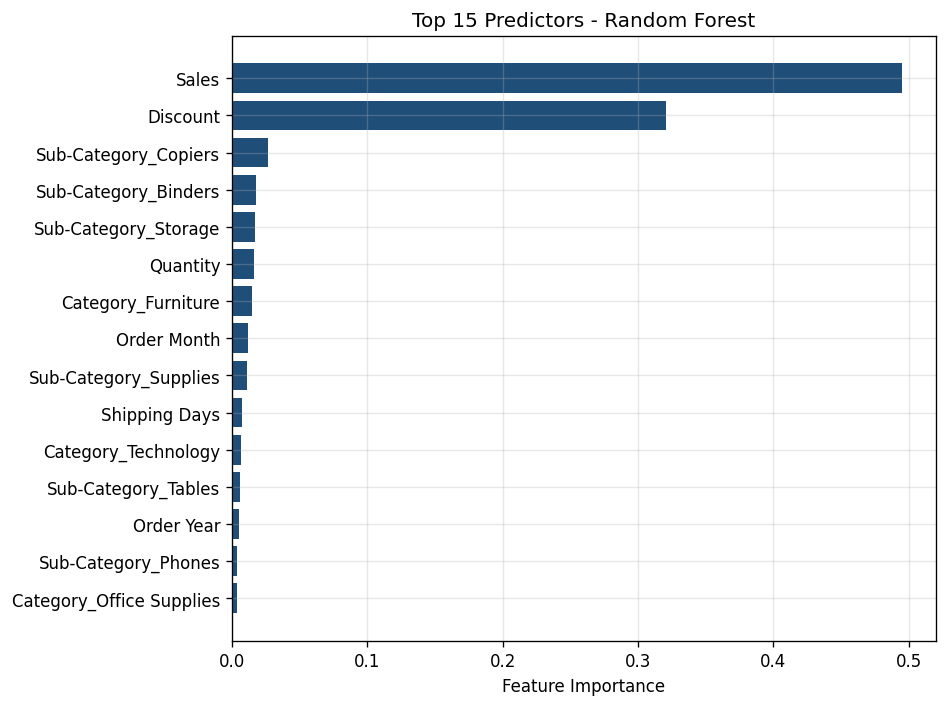 Top 15 Predictors - Random Forest
Sales
Discount
Sub-Category_Copiers
Sub-Category_Binders
Sub-Category_Storage
Quantity
Category_Furniture
Order Month
Sub-Category_Supplies
Shipping Days
Category_Technology
Sub-Category_Tables
Order Year
Sub-Category_Phones
Category_Office Supplies
0.0 0.1 0.2 0.3 0.4 0.5
Feature Importance